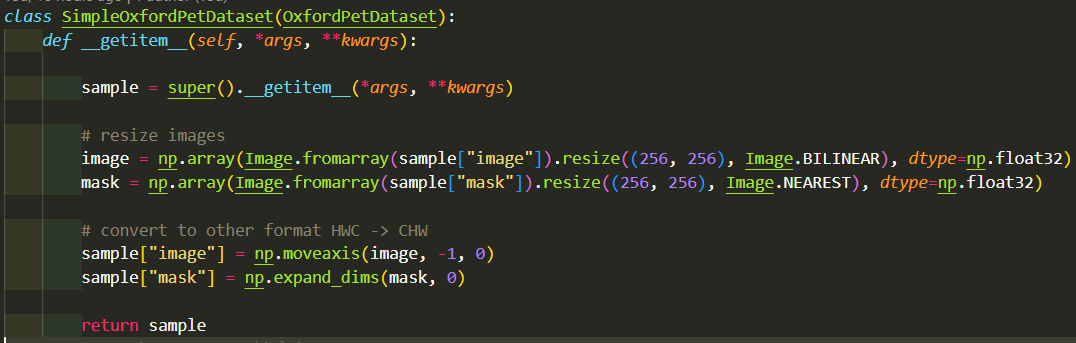 class SimpleOxfordPetDataset(OxfordPetDataset):
    def __getitem__(self, *args, **kwargs):
        sample = super().__getitem__(*args, **kwargs)
        # resize images
        image = np.array(Image.fromarray(sample["image"]).resize((256, 256), Image.BILINEAR), dtype=np.float32)
        mask = np.array(Image.fromarray(sample["mask"]).resize((256, 256), Image.NEAREST), dtype=np.float32)
        # convert to other format HWC -> CHW
        sample["image"] = np.moveaxis(image, -1, 0)
        sample["mask"] = np.expand_dims(mask, 0)
        return sample